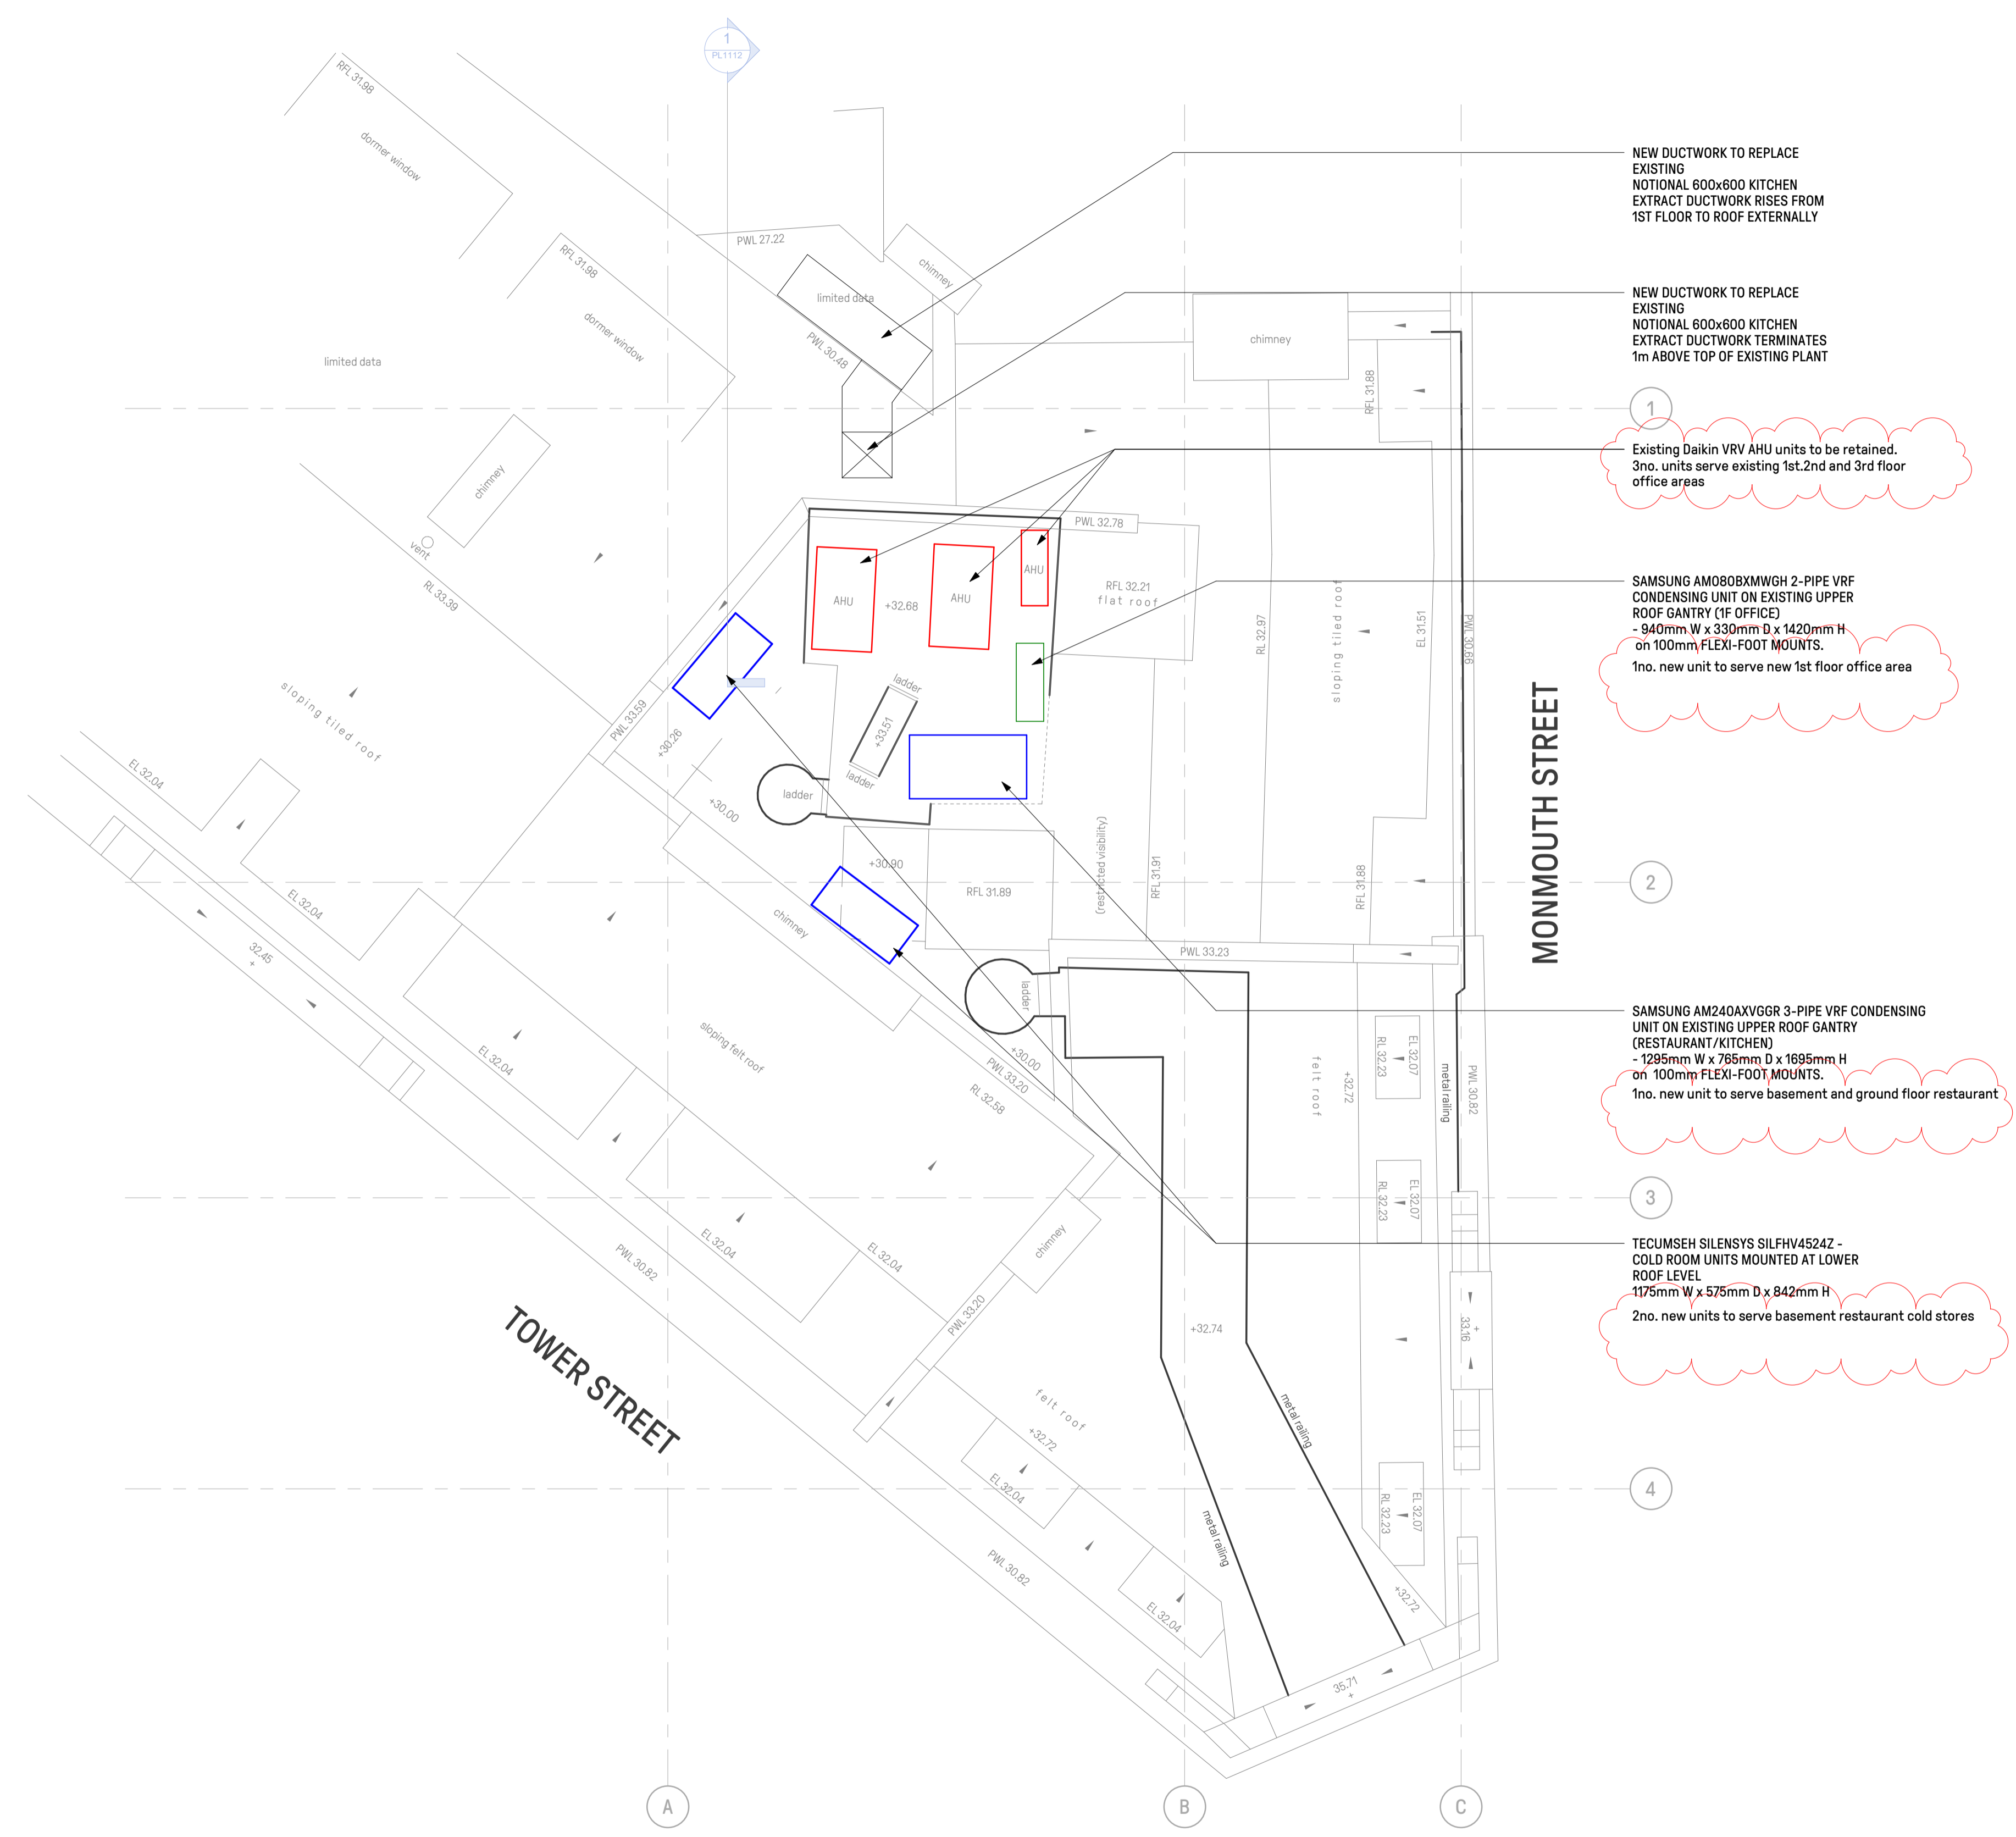 1
PL1112
RFL 31.98
dormer window
RFL 31.98
dormer window
limited data
PWL 27.22
chimney
limited data
PWL 30.48
chimney
RFL 31.88
NEW DUCTWORK TO REPLACE
EXISTING
NOTIONAL 600x600 KITCHEN
EXTRACT DUCTWORK RISES FROM
1ST FLOOR TO ROOF EXTERNALLY
NEW DUCTWORK TO REPLACE
EXISTING
NOTIONAL 600x600 KITCHEN
EXTRACT DUCTWORK TERMINATES
1m ABOVE TOP OF EXISTING PLANT
1
Existing Daikin VRV AHU units to be retained.
3no. units serve existing 1st.2nd and 3rd floor
office areas
SAMSUNG AM080BXMWGH 2-PIPE VRF
CONDENSING UNIT ON EXISTING UPPER
ROOF GANTRY (1F OFFICE)
- 940mm W x 330mm D x 1420mm H
on 100mm FLEXI-FOOT MOUNTS.
1no. new unit to serve new 1st floor office area
chimney
vent
RL 33.39
PWL 32.78
AHU
AHU
AHU
+32.68
RFL 32.21
flat roof
RL 32.97
sloping tiled roof
EL 31.51
PWL 30.66
MONMOUTH STREET
sloping tiled roof
PWL 33.59
+30.26
+30.00
ladder
+33.51
ladder
ladder
EL 32.04
EL 32.04
32.45
+
+30.90
RFL 31.89
(restricted visibility)
RFL 31.91
RFL 31.88
2
chimney
PWL 33.23
ladder
+30.00
PWL 33.20
RL 32.58
sloping felt roof
EL 32.04
felt roof
+32.72
RL 32.23
EL 32.07
metal railing
PWL 30.82
SAMSUNG AM240AXVGGR 3-PIPE VRF CONDENSING
UNIT ON EXISTING UPPER ROOF GANTRY
(RESTAURANT/KITCHEN)
- 1295mm W x 765mm D x 1695mm H
on 100mm FLEXI-FOOT MOUNTS.
1no. new unit to serve basement and ground floor restaurant
RL 32.23
EL 32.07
3
EL 32.04
EL 32.04
chimney
PWL 30.82
PWL 33.20
TECUMSEH SILENSYS SILFHV4524Z -
COLD ROOM UNITS MOUNTED AT LOWER
ROOF LEVEL
1175mm W x 575mm D x 842mm H
2no. new units to serve basement restaurant cold stores
+32.74
33.16
+
TOWER STREET
felt roof
+32.72
metal railing
EL 32.04
metal railing
RL 32.23
EL 32.07
4
PWL 30.82
EL 32.04
+32.72
35.71
+
A
B
C